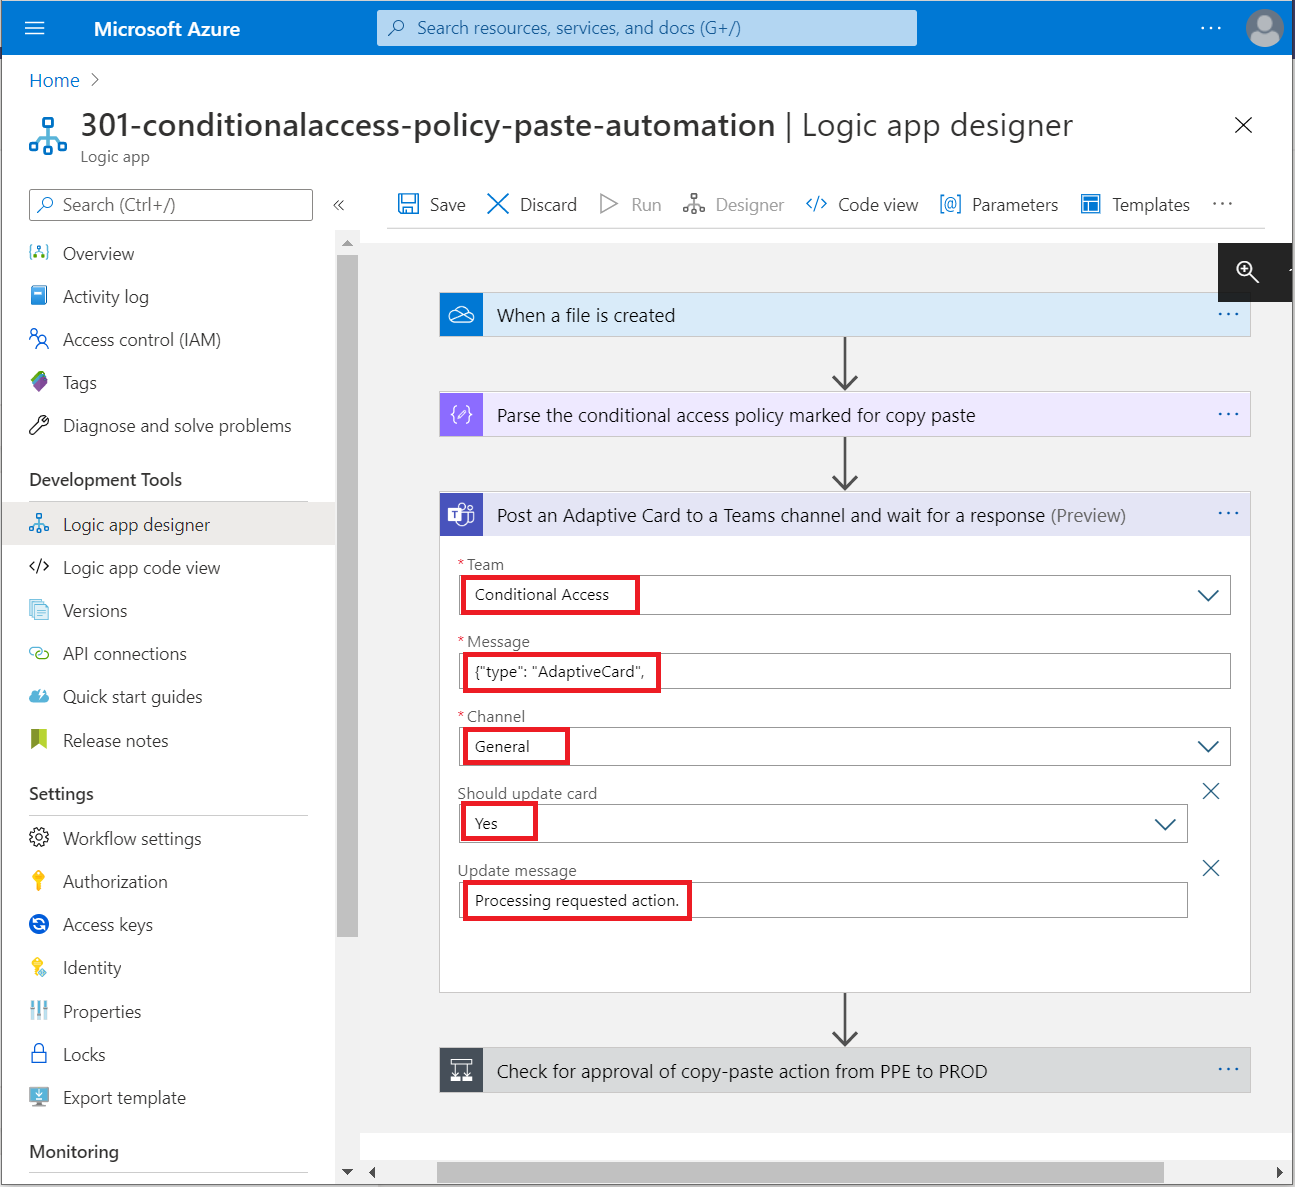 Microsoft Azure
Search resources, services, and docs (G+/)
Home
301-conditionalaccess-policy-paste-automation | Logic app designer
Logic app
Search (Ctrl+/)
Save
Discard
Run
Designer
Code view
Parameters
Templates
Overview
Activity log
Access control (IAM)
Tags
Diagnose and solve problems
Development Tools
Logic app designer
Logic app code view
Versions
API connections
Quick start guides
Release notes
Settings
Workflow settings
Authorization
Access keys
Identity
Properties
Locks
Export template
Monitoring
When a file is created
Parse the conditional access policy marked for copy paste
Post an Adaptive Card to a Teams channel and wait for a response (Preview)
* Team
Conditional Access
* Message
{"type": "AdaptiveCard",
* Channel
General
Should update card
Yes
Update message
Processing requested action.
Check for approval of copy-paste action from PPE to PROD